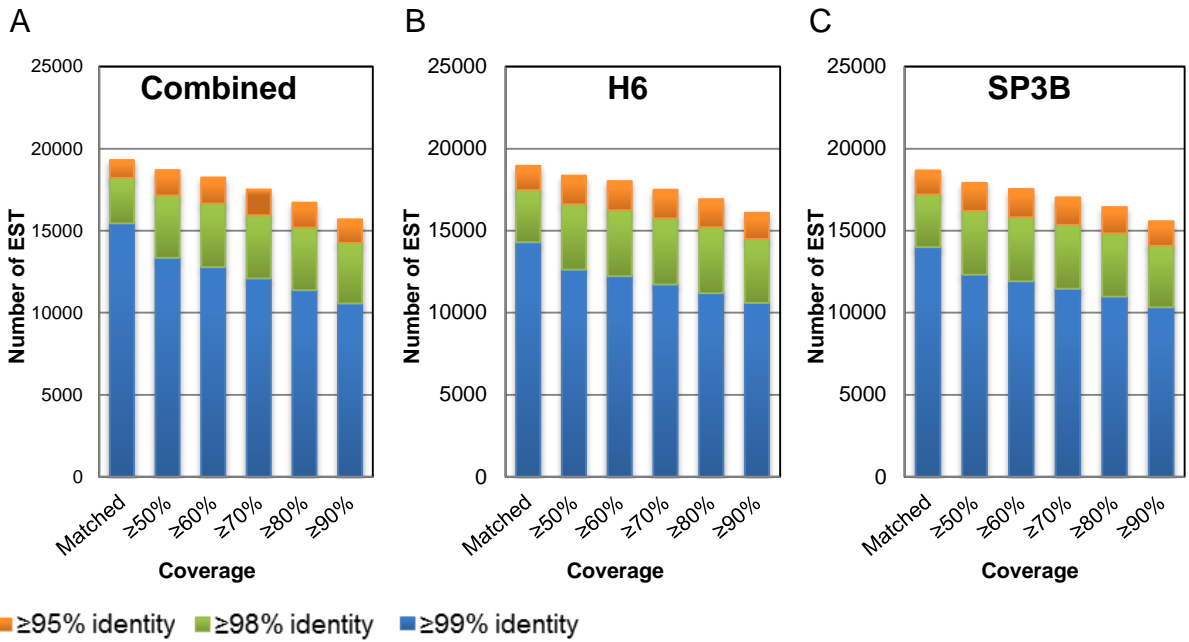 A
B
C
Combined
H6
SP3B
Number of EST
25000
20000
15000
10000
5000
0
Matched
≥50%
≥60%
≥70%
≥80%
≥90%
Coverage
Number of EST
25000
20000
15000
10000
5000
0
Matched
≥50%
≥60%
≥70%
≥80%
≥90%
Coverage
Number of EST
25000
20000
15000
10000
5000
0
Matched
≥50%
≥60%
≥70%
≥80%
≥90%
Coverage
≥95% identity ≥98% identity ≥99% identity